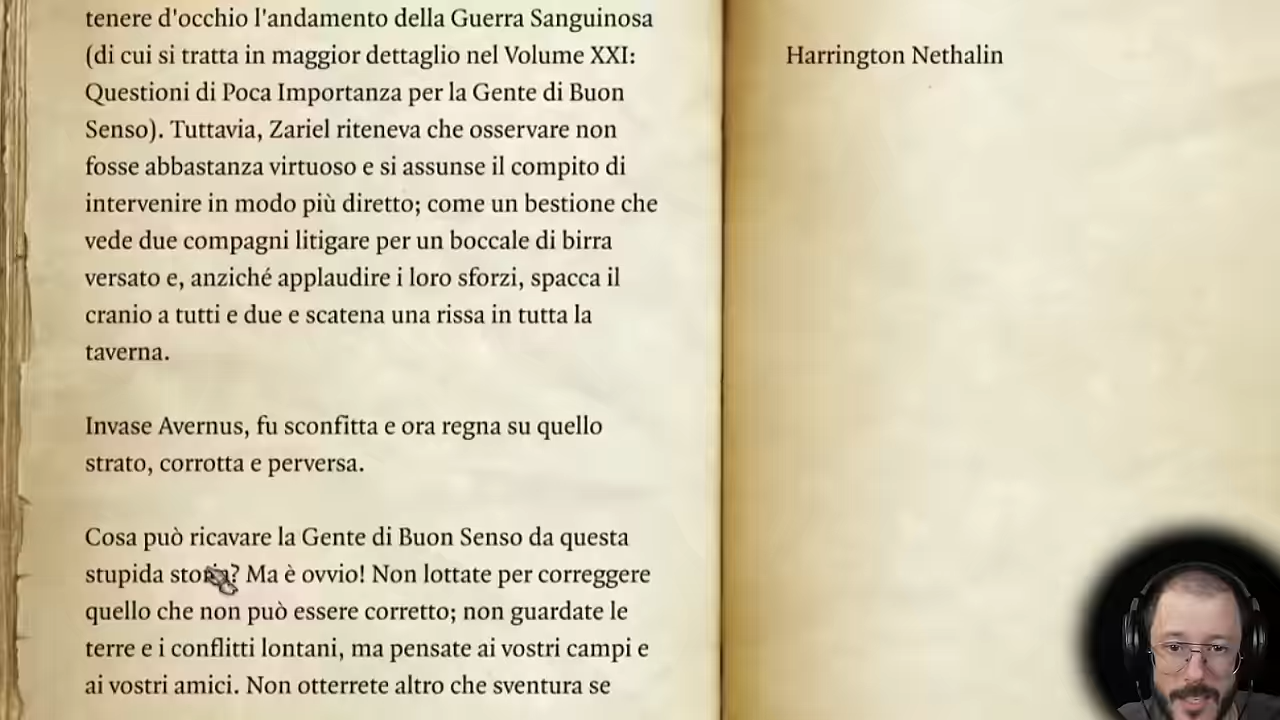 tenere d'occhio l'andamento della Guerra Sanguinosa
(di cui si tratta in maggior dettaglio nel Volume XXI:
Questioni di Poca Importanza per la Gente di Buon
Senso). Tuttavia, Zariel riteneva che osservare non
fosse abbastanza virtuoso e si assunse il compito di
intervenire in modo più diretto; come un bestione che
vede due compagni litigare per un boccale di birra
versato e, anziché applaudire i loro sforzi, spacca il
cranio a tutti e due e scatena una rissa in tutta la
taverna.
Invase Avernus, fu sconfitta e ora regna su quello
strato, corrotta e perversa.
Cosa può ricavare la Gente di Buon Senso da questa
stupida storia? Ma è ovvio! Non lottate per correggere
quello che non può essere corretto; non guardate le
terre e i conflitti lontani, ma pensate ai vostri campi e
ai vostri amici. Non otterrete altro che sventura se
Harrington Nethalin